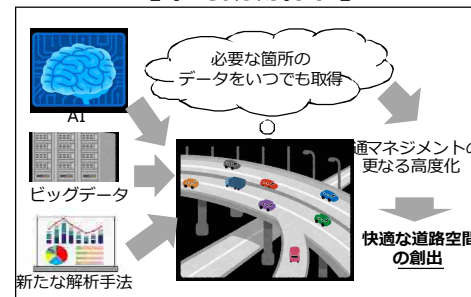 必要な箇所の
データをいつでも取得
AI
通マネジメントの
更なる高度化
ビッグデータ
快適な道路空間
の創出
新たな解析手法